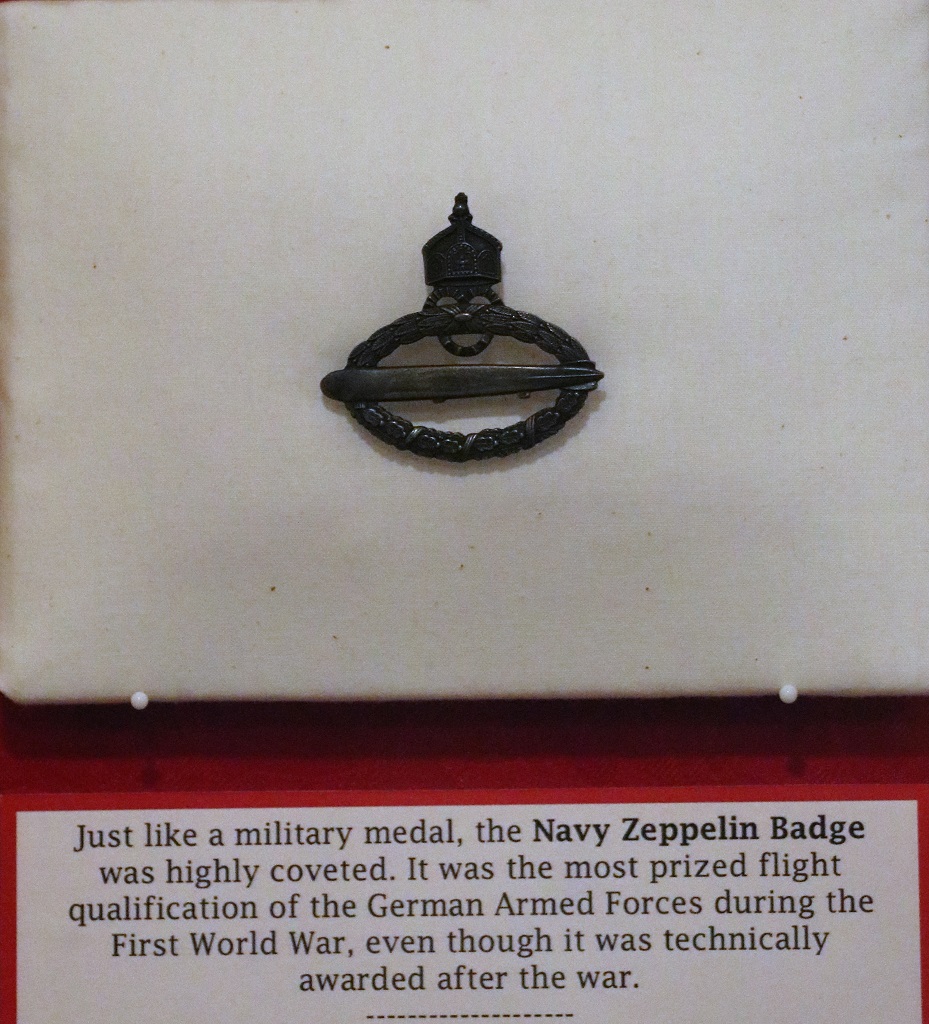 Just like a military medal, the Navy Zeppelin Badge
was highly coveted. It was the most prized flight
qualification of the German Armed Forces during the
First World War, even though it was technically
awarded after the war.
--------------------